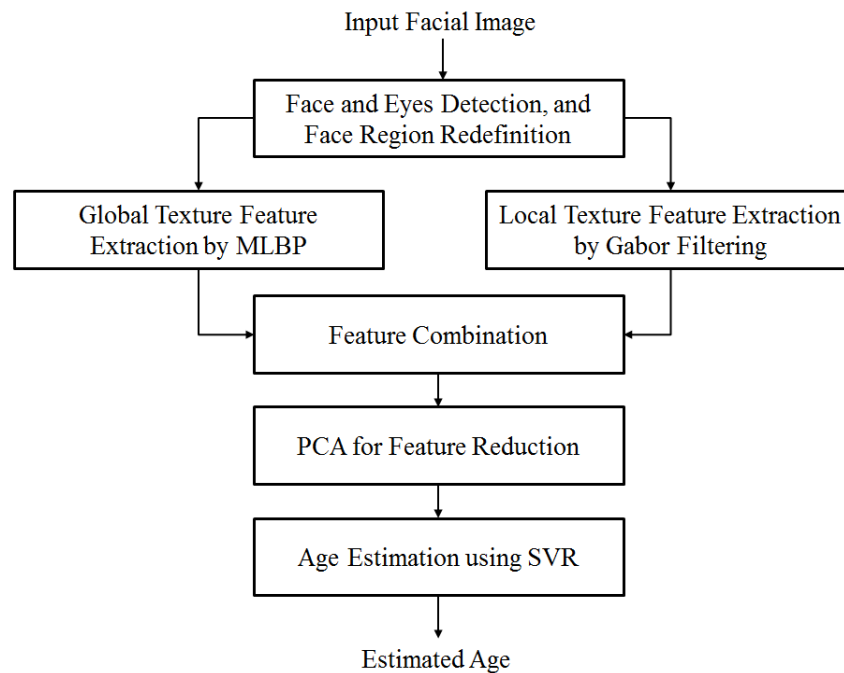 Input Facial Image
Face and Eyes Detection, and
Face Region Redefinition
Global Texture Feature
Extraction by MLBP
Local Texture Feature Extraction
by Gabor Filtering
Feature Combination
PCA for Feature Reduction
Age Estimation using SVR
Estimated Age